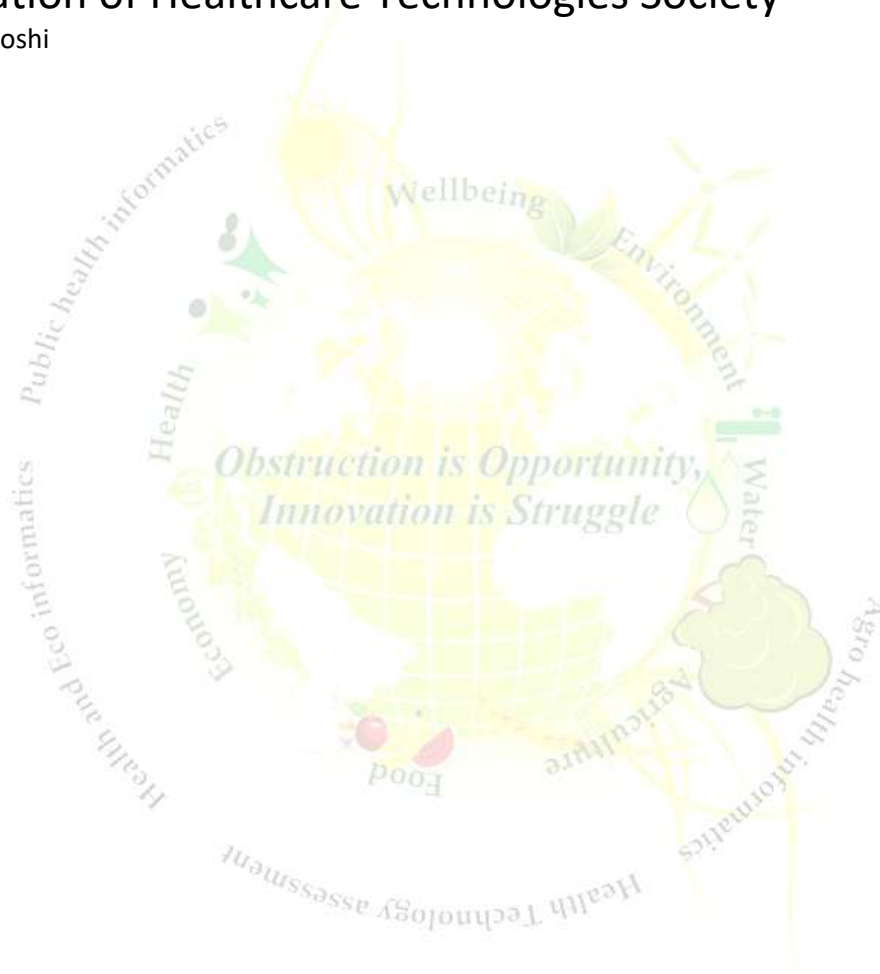 ation of Healthcare Technologies Society
oshi
Public health informatics
Wellbeing
Environment
Health
Obstruction is Opportunity,
Innovation is Struggle
Water
Economy
Health and Eco informatics
Agro health informatics
Agriculture
Food
Health Technology assessment